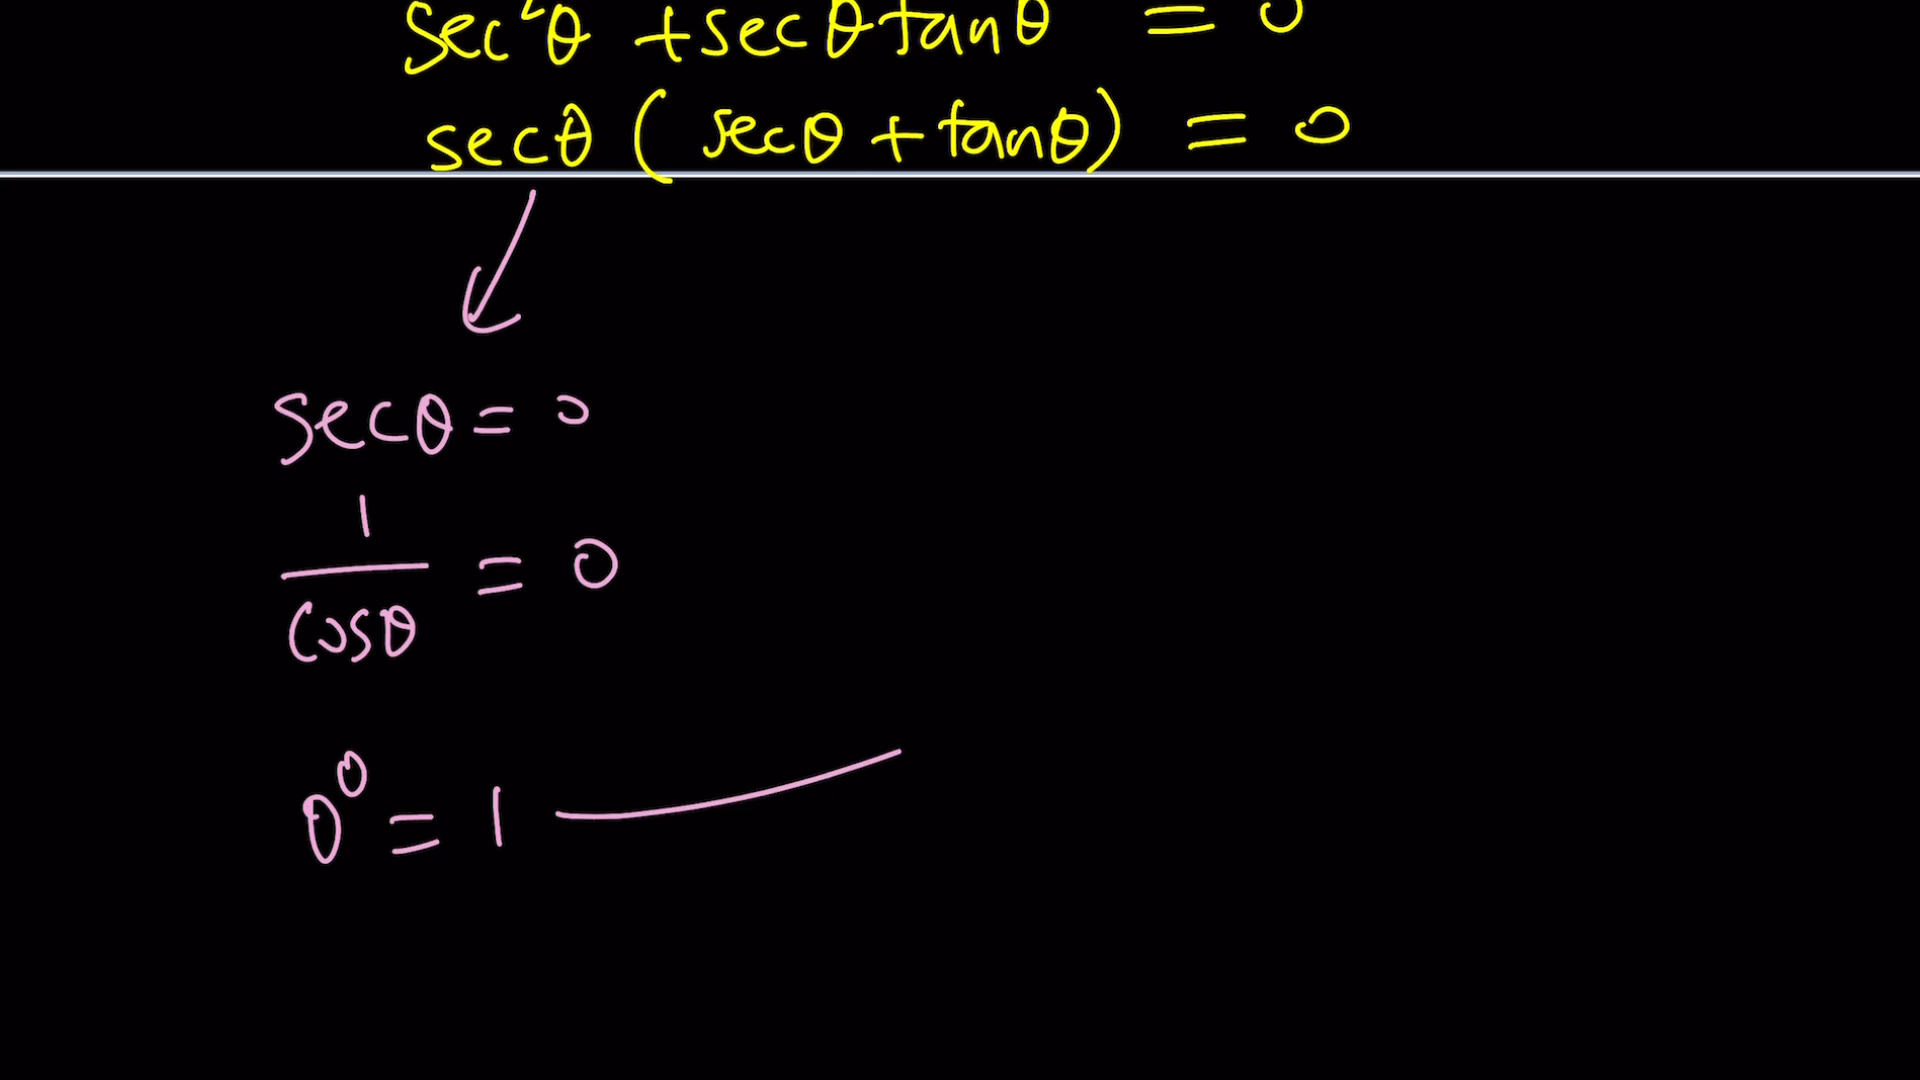 sec²θ + secθ tanθ = 0
secθ ( secθ + tanθ ) = 0
secθ = 0
1
cosθ = 0
0⁰ = 1